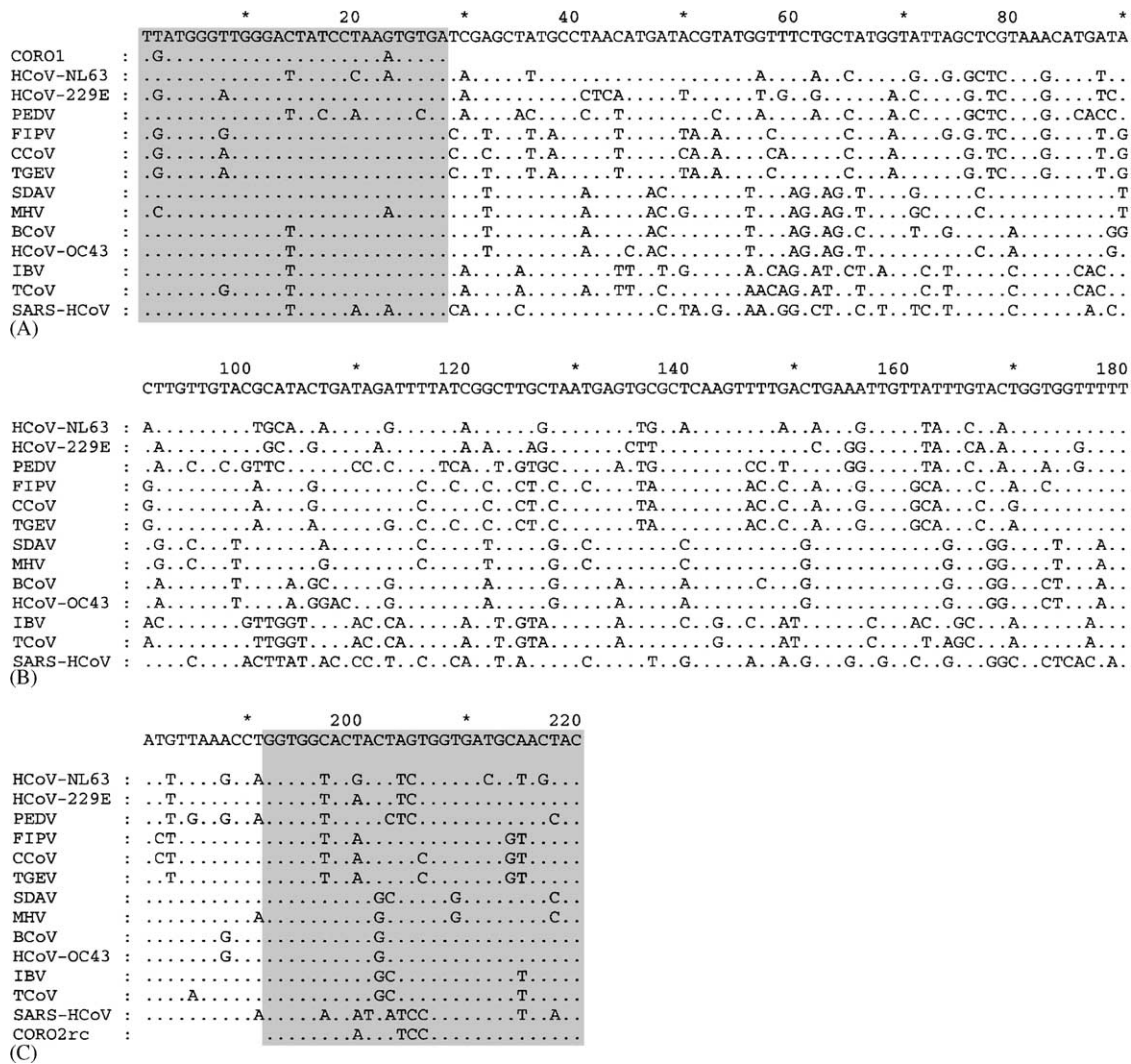 * 20 * 40 * 60 * 80 *
TTATGGGTTGGGACTATCCTAAGTGTGATCGAGCTATGCCTAACATGATACGTATGGTTTCTGCTATGGTATTAGCTCGTAAACATGATA
CORO1 : .G....................A.....
HCoV-NL63 : .............T.....C..A......A.....T....................A....A..C.....G..G.GCTC...G....T..
HCoV-229E : .G.....A.....................A..........CTCA.....T......T.G..G......A.C....G.TC...G....TC.
PEDV : .............T..C..A.....C...A....AC....C..T........C...A....A..C...A.C....GCTC...G..CACC.
FIPV : .G.....G....................C..T...T.A.....T.....TA.A....C......C...A....G.G.TC...G....T.G
CCoV : .G.....A....................C..C...T.A.....T.....CA.A....CA.....C...A......G.TC...G....T.G
TGEV : .G.....A....................C..T...T.A.....T.....TA.A....C......C...A......G.TC...G....T.G
SDAV : ...............................T........A.....AC.......T...AG.AG.T....G.....C............T
MHV : .C....................A........T........A.....AC.G.....T...AG.AG.T....GC....C............T
BCoV : .............T.................T........A.....AC.......T...AG.AG.C....T..G.....A........GG
HCoV-OC43 : .............T.................T........A...C.AC.......T...AG.AG.T..........C..A........G.
IBV : .............T...............A....A........TT..T.G.....A.CAG.AT.CT.A...C..T....C.....CAC..
TCoV : .......G.....T...............A....A.....A..TT..C.......AACAG.AT..T.....C..T....C.....CAC..
SARS-HCoV : .............T.....A..A.....CA....C..............TA.G..AA.GG.CT..C.T..TCT..T....C......A.C.
(A)
100 * 120 * 140 * 160 * 180
CTTGTTGTACGCATACTGATAGATTTTATCGGCTTGCTAATGAGTGCGCTCAAGTTTTGACTGAAATTGTTATTTGTACTGGTGGTTTTT
HCoV-NL63 : A.........TGCA..A.....G......A......G........TG...A............A..A...G.....TA...C..A...........
HCoV-229E : .A.........GC...G.....A.......A.A...AG........CTT..............C..GG.....TA...CA.A......G...
PEDV : .A..C..C.GTTC......CC.C....TCA..T.GTGC.....A.TG........CC.T.....GG.....TA...C..A...A..G...
FIPV : G.........A....G.........C..C..C..CT.C..C....TA........AC.C..A...G....GCA...C..A..C.......
CCoV : G.........A....G.........C.....C..CT.C.......TA........AC.C..A...G....GCA...C..G..........
TGEV : G.........A....A......G..C..C..C..CT.C.......TA........AC.C..A...G....GCA...C..G..........
SDAV : .G..C...T.......A........C.....T.....G..C........C..........G............G...GG....T...A.
MHV : .G..C...T.......G........C.....T.....G..C........C..........G............G...GG....T...A.
BCoV : .A......T....A.GC.....G........A.....G.....A.....A......C...G............G...GG...CT...A.
HCoV-OC43 : .A......T....A.GGAC...G........A.....G.....A.....A..........G............G...GG...CT...A.
IBV : AC.......GTTGGT....AC.CA......A..T.GTA.......A.....C..G..C...AT........C...AC..GC...A......A..
TCoV : A.........TTGGT....AC.CA......A..T.GTA.......A........G...AT......C....T.AGC...A......A..
SARS-HCoV : ....C....ACTTAT.AC.CC.T..C..CA..T.A.....C.....T..G.....A..A.G...G..G.C..G...GGC...CTCAC.A.
(B)
* 200 * 220
ATGTTAAACCTGGTGGCACTACTAGTGGTGATGCAACTAC
HCoV-NL63 : ..T....G..A.....T..G...TC......C..T.G...
HCoV-229E : ..T.............T..A...TC...............
PEDV : ..T.G..G..A.....T.....CTC............C..
FIPV : .CT.............T..A.............GT.....
CCoV : .CT.............T..A.....C.......GT.....
TGEV : ..T.............T..A.....C.......GT.....
SDAV : .....................GC.....G........C..
MHV : ..........A..........G......G........C..
BCoV : .......G.............G..................
HCoV-OC43 : .......G.............G..................
IBV : .....................GC...........T.....
TCoV : ....A................GC...........T.....
SARS-HCoV : ..........A.....A..AT.ATCC........T..A..
CORO2rc : ........A...TCC..............
(C)